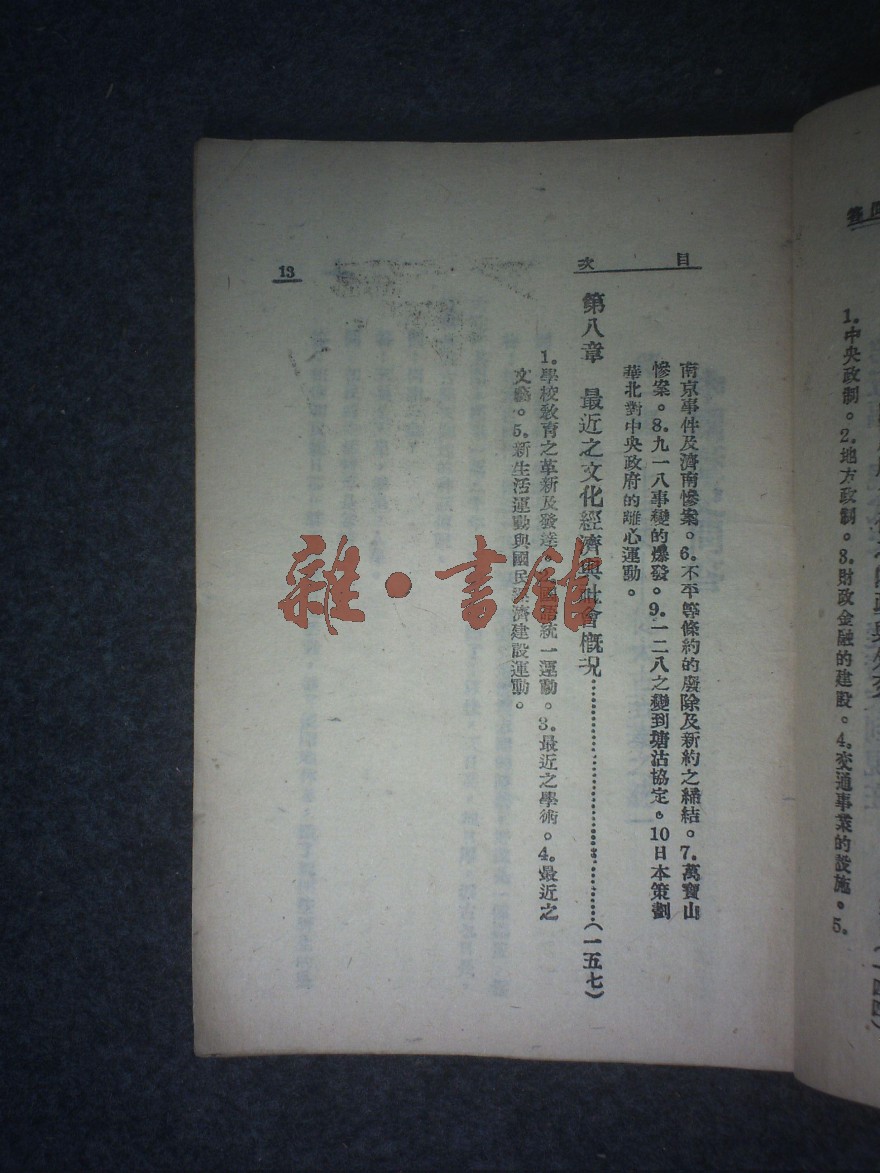 卷四
1.中央政制。2.地方政制。3.財政金融的建設。4.交通事業的設施。5.
目次
南京事件及濟南慘案。6.不平等條約的廢除及新約之締結。7.萬寶山
慘案。8.九一八事變的爆發。9.一二八之變到塘沽協定。10日本策劃
華北對中央政府的離心運動。
第八章 最近之文化經濟與社會概況……………………(一五七)
1.學校敎育之革新及發達。語統一運動。3.最近之學術。4.最近之
文藝。5.新生活運動與國民濟建設運動。
13
雜·書館